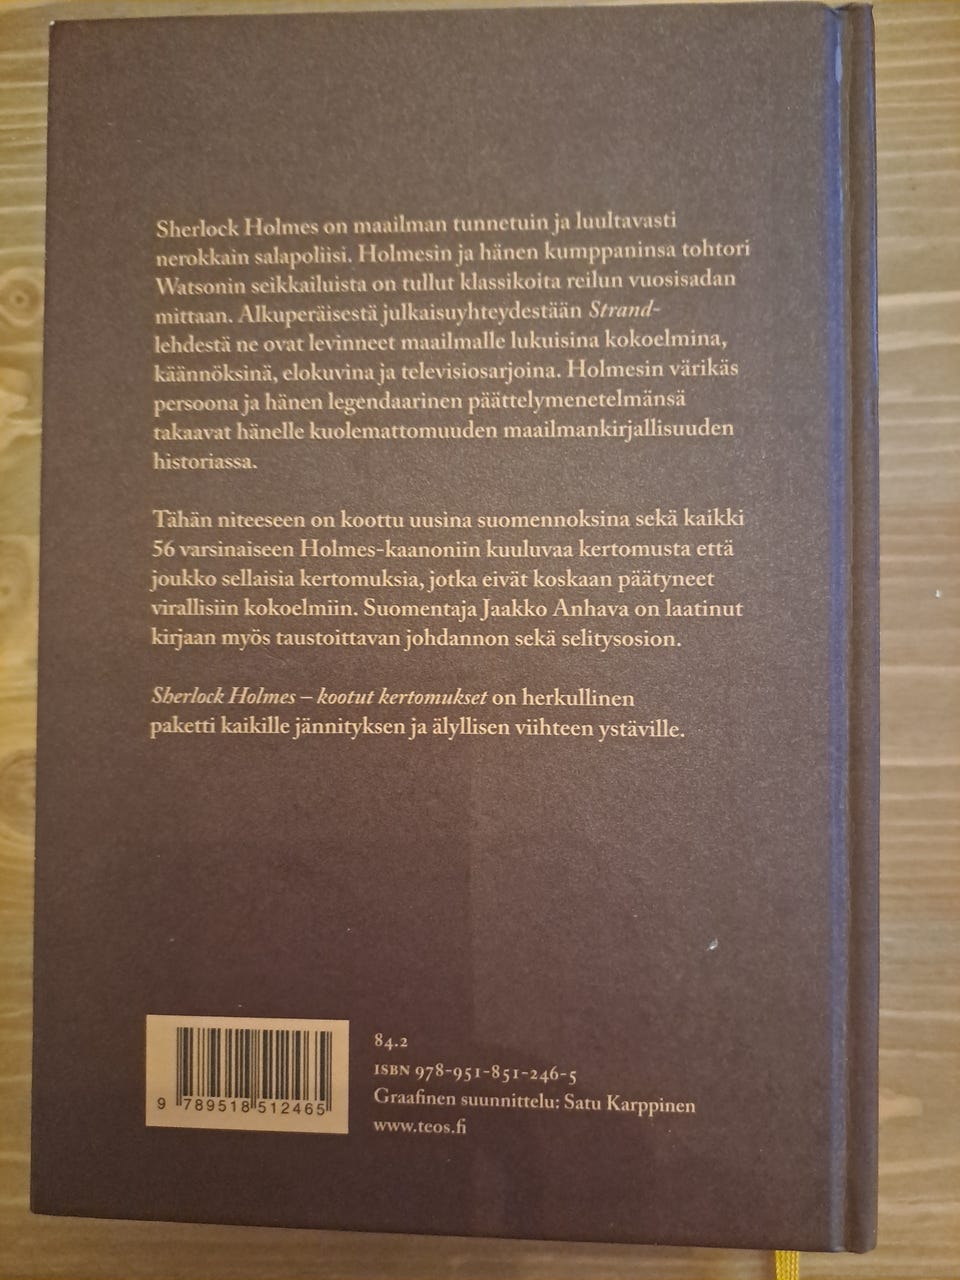 Sherlock Holmes on maailman tunnetuin ja luultavasti
nerokkain salapoliisi. Holmesin ja hänen kumppaninsa tohtori
Watsonin seikkailuista on tullut klassikoita reilun vuosisadan
mittaan. Alkuperäisestä julkaisuyhteydestään Strand-
lehdestä ne ovat levinneet maailmalle lukuisina kokoelmina,
käännöksinä, elokuvina ja televisiosarjoina. Holmesin värikäs
persoona ja hänen legendaarinen päättelymenetelmänsä
takaavat hänelle kuolemattomuuden maailmankirjallisuuden
historiassa.
Tähän niteeseen on koottu uusina suomennoksina sekä kaikki
56 varsinaiseen Holmes-kaanoniin kuuluvaa kertomusta että
joukko sellaisia kertomuksia, jotka eivät koskaan päätyneet
virallisiin kokoelmiin. Suomentaja Jaakko Anhava on laatinut
kirjaan myös taustoittavan johdannon sekä selitysosion.
Sherlock Holmes – kootut kertomukset on herkullinen
paketti kaikille jännityksen ja älyllisen viihteen ystäville.
84.2
ISBN 978-951-851-246-5
Graafinen suunnittelu: Satu Karppinen
www.teos.fi
9 789518 512465